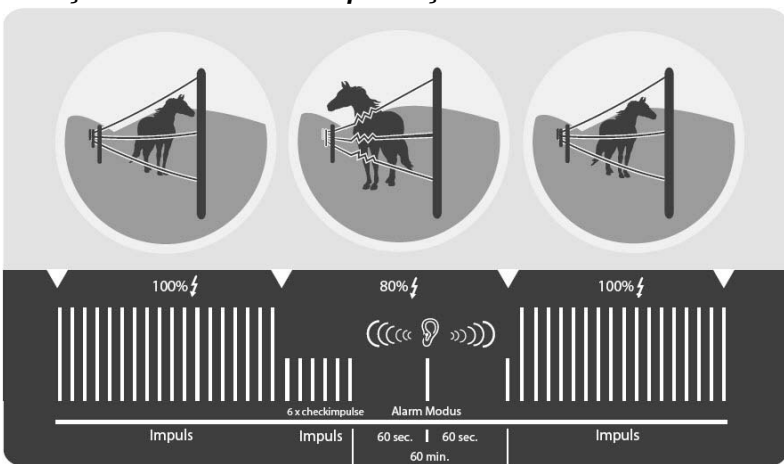 100% 80% 100%
6 x checkimpulse Alarm Modus
Impuls Impuls 60 sec. 60 sec. Impuls
60 min.